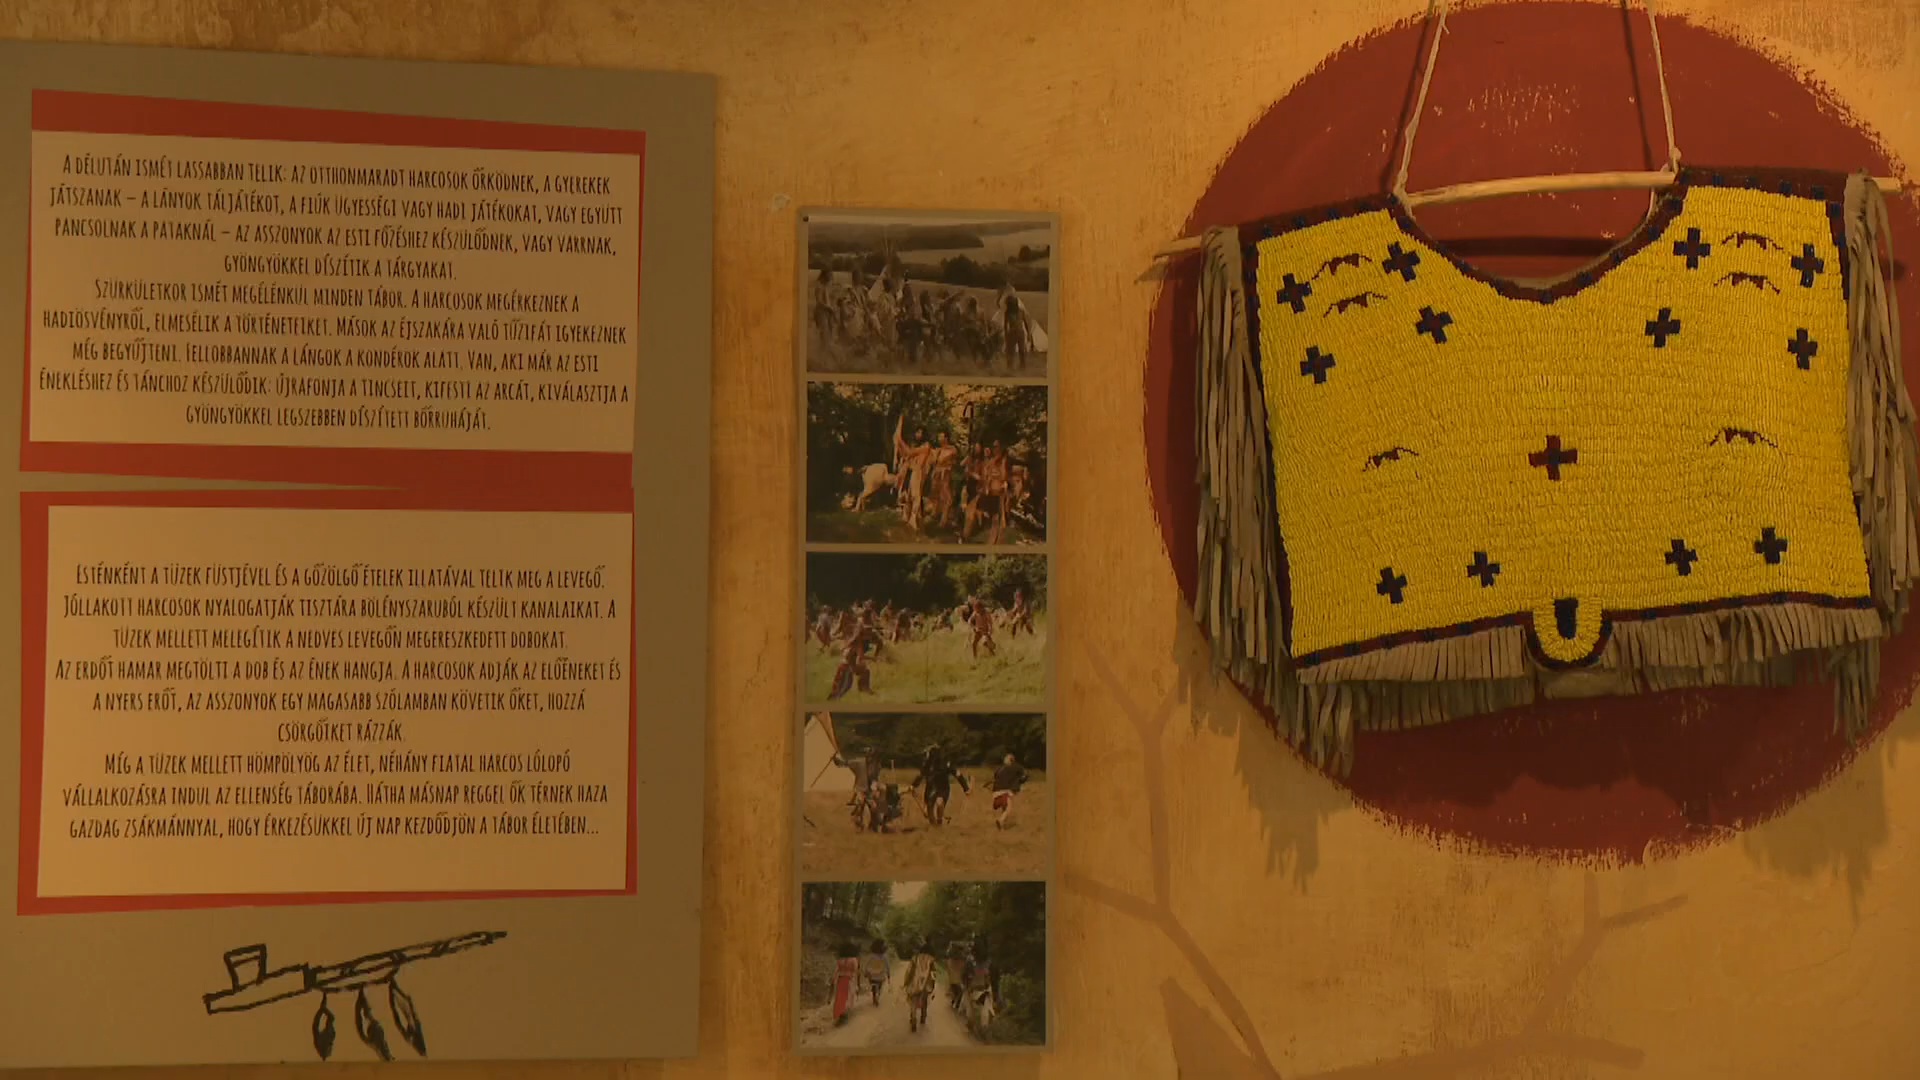 A DÉLUTÁN ISMÉT LASSABBAN TELIK: AZ OTTHONMARADT HARCOSOK ŐRKÖDNEK, A GYEREKEK
JÁTSZANAK – A LÁNYOK TÁLJÁTÉKOT, A FIÚK ÜGYESSÉGI VAGY HADI JÁTÉKOKAT, VAGY EGYÜTT
PANCSOLNAK A PATAKNÁL – AZ ASSZONYOK AZ ESTI FŐZÉSHEZ KÉSZÜLŐDNEK, VAGY VARRNAK,
GYÖNGYÖKKEL DÍSZÍTIK A TÁRGYAKAT.
SZÜRKÜLETKOR ISMÉT MEGÉLÉNKÜL MINDEN TÁBOR. A HARCOSOK MEGÉRKEZNEK A
HADIÖSVÉNYRŐL, ELMESÉLIK A TÖRTÉNETEIKET. MÁSOK AZ ÉJSZAKÁRA VALÓ TŰZIFÁT IGYEKEZNEK
MÉG BEGYŰJTENI. FELLOBBANNAK A LÁNGOK A KONDÉROK ALATT. VAN, AKI MÁR AZ ESTI
ÉNEKLÉSHEZ ÉS TÁNCHOZ KÉSZÜLŐDIK: ÚJRAFONJA A TINCSEIT, KIFESTI AZ ARCÁT, KIVÁLASZTJA A
GYÖNGYÖKKEL LEGSZEBBEN DÍSZÍTETT BŐRRUHÁJÁT.
ESTÉNKÉNT A TÜZEK FÜSTJÉVEL ÉS A GŐZÖLGŐ ÉTELEK ILLATÁVAL TELIK MEG A LEVEGŐ.
JÓLLAKOTT HARCOSOK NYALOGATJÁK TISZTÁRA BÖLÉNYSZARUBÓL KÉSZÜLT KANALAIKAT. A
TÜZEK MELLETT MELEGÍTIK A NEDVES LEVEGŐN MEGERESZKEDETT DOBOKAT.
AZ ERDŐT HAMAR MEGTÖLTI A DOB ÉS AZ ÉNEK HANGJA. A HARCOSOK ADJÁK AZ ELŐÉNEKET ÉS
A NYERS ERŐT, AZ ASSZONYOK EGY MAGASABB SZÓLAMBAN KÖVETIK ŐKET, HOZZÁ
CSÖRGŐIKET RÁZZÁK.
MÍG A TÜZEK MELLETT HÖMPÖLYÖG AZ ÉLET, NÉHÁNY FIATAL HARCOS LÓLOPÓ
VÁLLALKOZÁSRA INDUL AZ ELLENSÉG TÁBORÁBA. HÁTHA MÁSNAP REGGEL ŐK TÉRNEK HAZA
GAZDAG ZSÁKMÁNNYAL, HOGY ÉRKEZÉSÜKKEL ÚJ NAP KEZDŐDJÖN A TÁBOR ÉLETÉBEN...